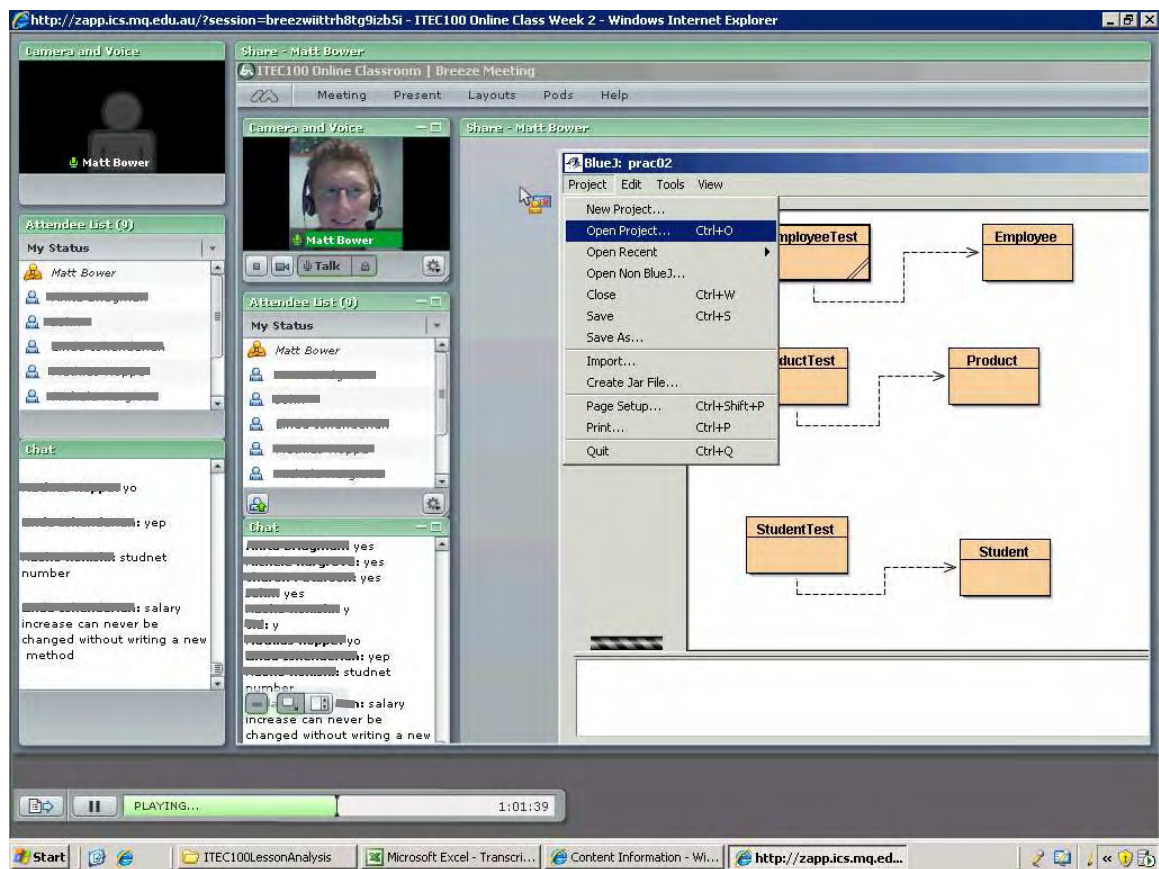 http://zapp.ics.mq.edu.au/?session=breezwiittrh8tg9izb5i - ITEC100 Online Class Week 2 - Windows Internet Explorer
Camera and Voice
Matt Bower
Attendee List (9)
My Status
Matt Bower
Chat
yo
: yep
: studnet
number
: salary
increase can never be
changed without writing a new
method
Share - Matt Bower
ITEC100 Online Classroom | Breeze Meeting
Meeting Present Layouts Pods Help
Camera and Voice
Matt Bower
Talk
Attendee List (9)
My Status
Matt Bower
Chat
yes
: yes
: yes
yes
y
: y
yo
: yep
: studnet
number
: salary
increase can never be
changed without writing a new
Share - Matt Bower
BlueJ: prac02
Project Edit Tools View
New Project...
Open Project... Ctrl+O
Open Recent
Open Non BlueJ...
Close Ctrl+W
Save Ctrl+S
Save As...
Import...
Create Jar File...
Page Setup... Ctrl+Shift+P
Print... Ctrl+P
Quit Ctrl+Q
mployeeTest
Employee
ductTest
Product
StudentTest
Student
PLAYING...
1:01:39
Start
ITEC100LessonAnalysis
Microsoft Excel - Transcri...
Content Information - Wi...
http://zapp.ics.mq.ed...